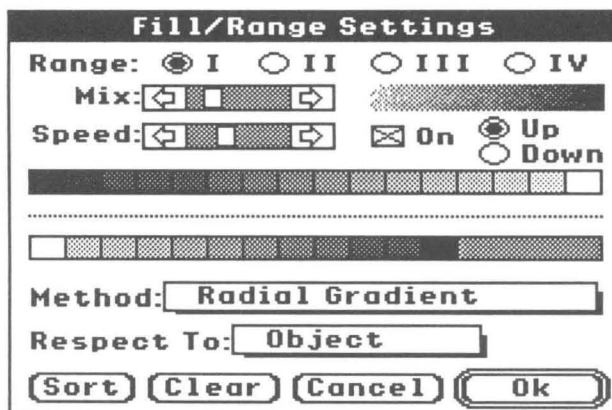 Fill/Range Settings
Range: I II III IV
Mix:
Speed: On Up
Down
Method: Radial Gradient
Respect To: Object
Sort Clear Cancel Ok